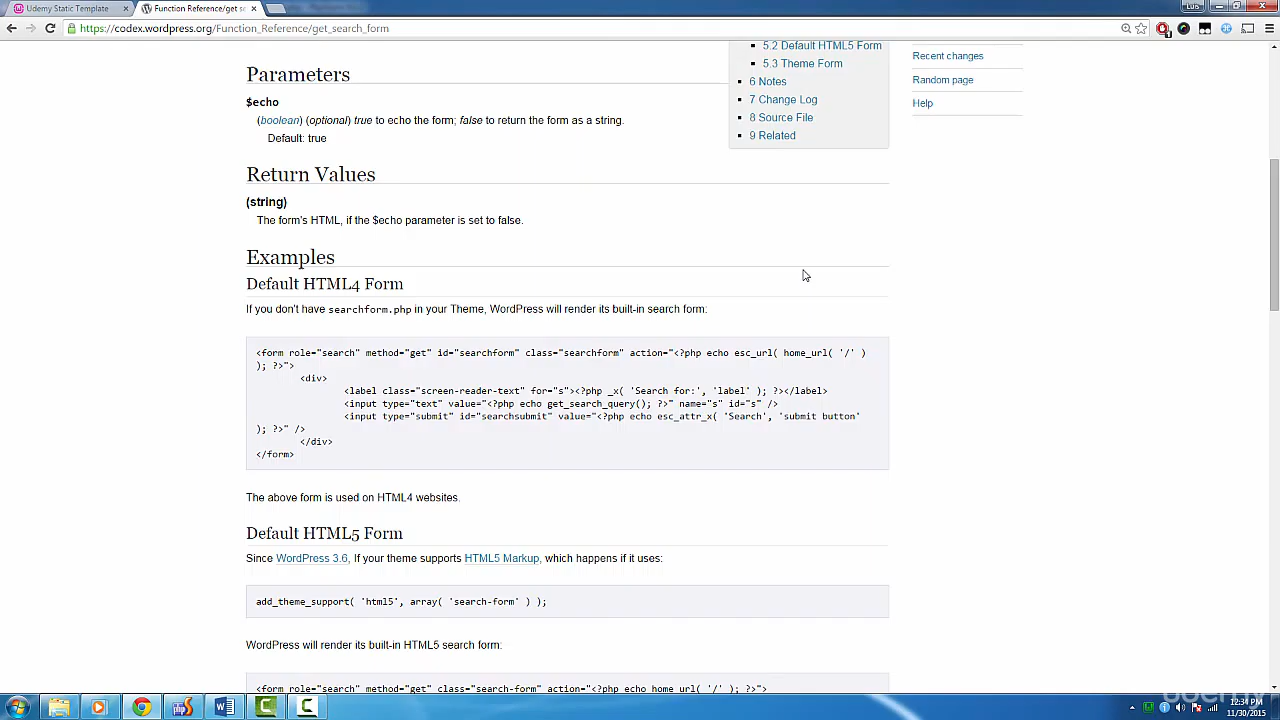 Udemy Static Template
Function Reference/get s
Lub
https://codex.wordpress.org/Function_Reference/get_search_form
5.2 Default HTML5 Form
5.3 Theme Form
6 Notes
7 Change Log
8 Source File
9 Related
Recent changes
Random page
Help
Parameters
$echo
(boolean) (optional) true to echo the form; false to return the form as a string.
Default: true
Return Values
(string)
The form's HTML, if the $echo parameter is set to false.
Examples
Default HTML4 Form
If you don't have searchform.php in your Theme, WordPress will render its built-in search form:
<form role="search" method="get" id="searchform" class="searchform" action="<?php echo esc_url( home_url( '/' )
); ?>">
<div>
<label class="screen-reader-text" for="s"><?php _x( 'Search for:', 'label' ); ?></label>
<input type="text" value="<?php echo get_search_query(); ?>" name="s" id="s" />
<input type="submit" id="searchsubmit" value="<?php echo esc_attr_x( 'Search', 'submit button'
); ?>" />
</div>
</form>
The above form is used on HTML4 websites.
Default HTML5 Form
Since WordPress 3.6, If your theme supports HTML5 Markup, which happens if it uses:
add_theme_support( 'html5', array( 'search-form' ) );
WordPress will render its built-in HTML5 search form:
<form role="search" method="get" class="search-form" action="<?php echo home_url( '/' ); ?>">
udemy
12:34 PM
11/30/2015